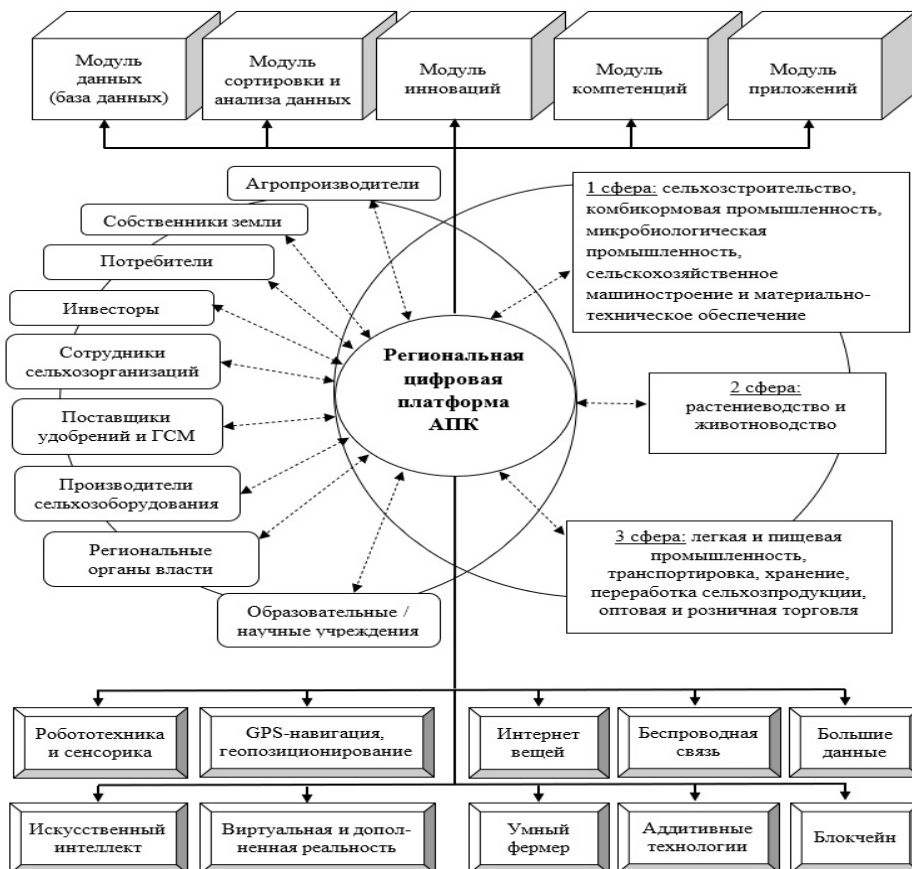 Модуль
данных
(база данных)
Модуль
сортировки и
анализа данных
Модуль
инноваций
Модуль
компетенций
Модуль
приложений
Агропроизводители
Собственники земли
Потребители
Инвесторы
Сотрудники
сельхозорганизаций
Поставщики
удобрений и ГСМ
Производители
сельхозоборудования
Региональные
органы власти
Образовательные /
научные учреждения
Региональная
цифровая
платформа
АПК
1 сфера: сельхозстроительство,
комбикормовая промышленность,
микробиологическая
промышленность,
сельскохозяйственное
машиностроение и материально-
техническое обеспечение
2 сфера:
растениеводство и
животноводство
3 сфера: легкая и пищевая
промышленность,
транспортировка, хранение,
переработка сельхозпродукции,
оптовая и розничная торговля
Робототехника
и сенсорика
GPS-навигация,
геопозиционирование
Интернет
вещей
Беспроводная
связь
Большие
данные
Искусственный
интеллект
Виртуальная и допол-
ненная реальность
Умный
фермер
Аддитивные
технологии
Блокчейн